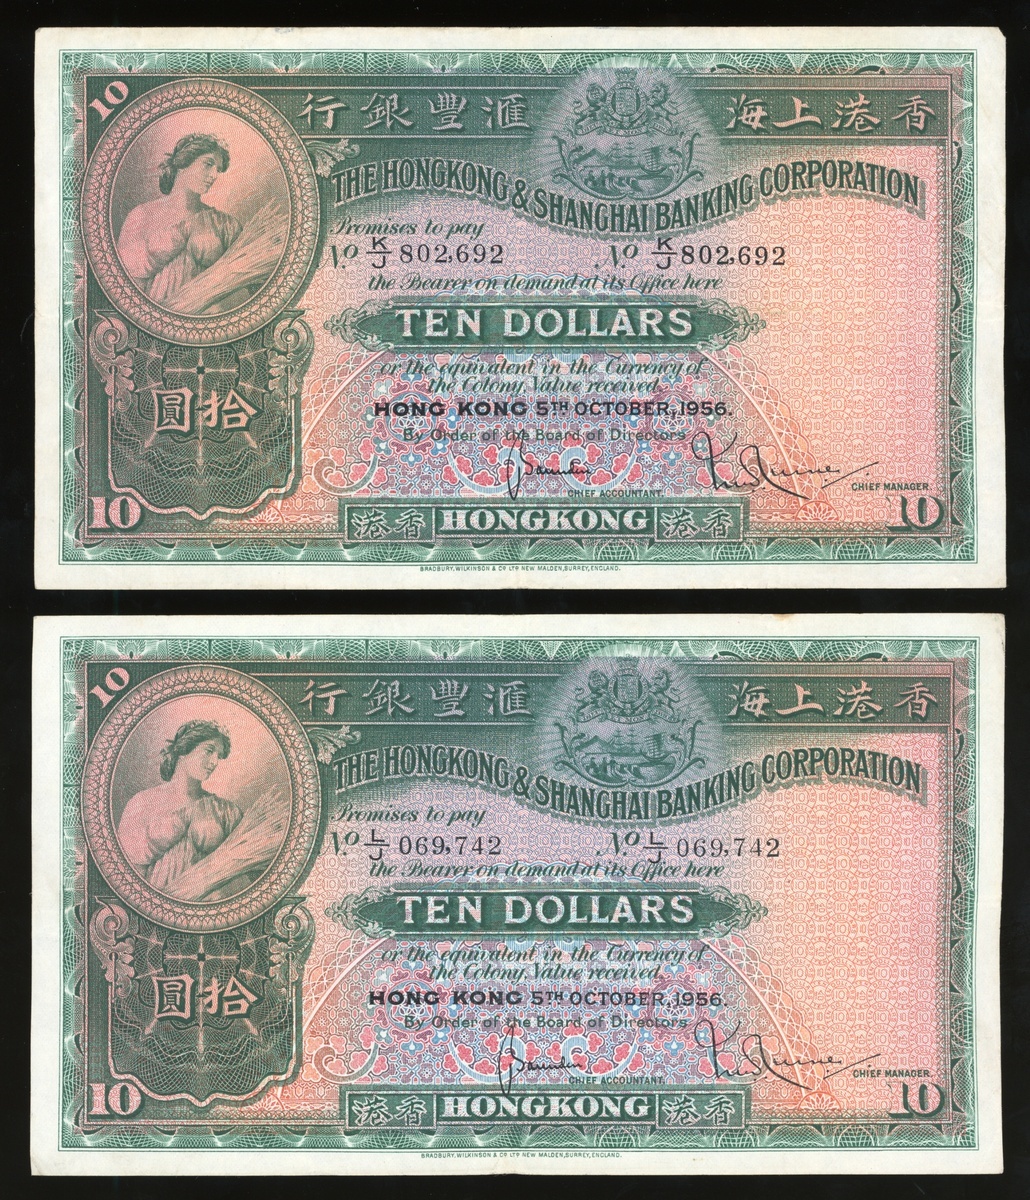 10
行銀豐滙 海上港香
THE HONGKONG & SHANGHAI BANKING CORPORATION
Promises to pay
No. K/J 802,692 No. K/J 802,692
the Bearer on demand at its Office here
TEN DOLLARS
or the equivalent in the Currency of
the Colony Value received
圓拾
HONG KONG 5TH OCTOBER, 1956.
By Order of the Board of Directors
CHIEF ACCOUNTANT.
CHIEF MANAGER.
10 港香 HONGKONG 港香 10
BRADBURY, WILKINSON & Co LTD NEW MALDEN, SURREY, ENGLAND.
10
行銀豐滙 海上港香
THE HONGKONG & SHANGHAI BANKING CORPORATION
Promises to pay
No. L/J 069,742 No. L/J 069,742
the Bearer on demand at its Office here
TEN DOLLARS
or the equivalent in the Currency of
the Colony Value received
圓拾
HONG KONG 5TH OCTOBER, 1956.
By Order of the Board of Directors
CHIEF ACCOUNTANT.
CHIEF MANAGER.
10 港香 HONGKONG 港香 10
BRADBURY, WILKINSON & Co LTD NEW MALDEN, SURREY, ENGLAND.